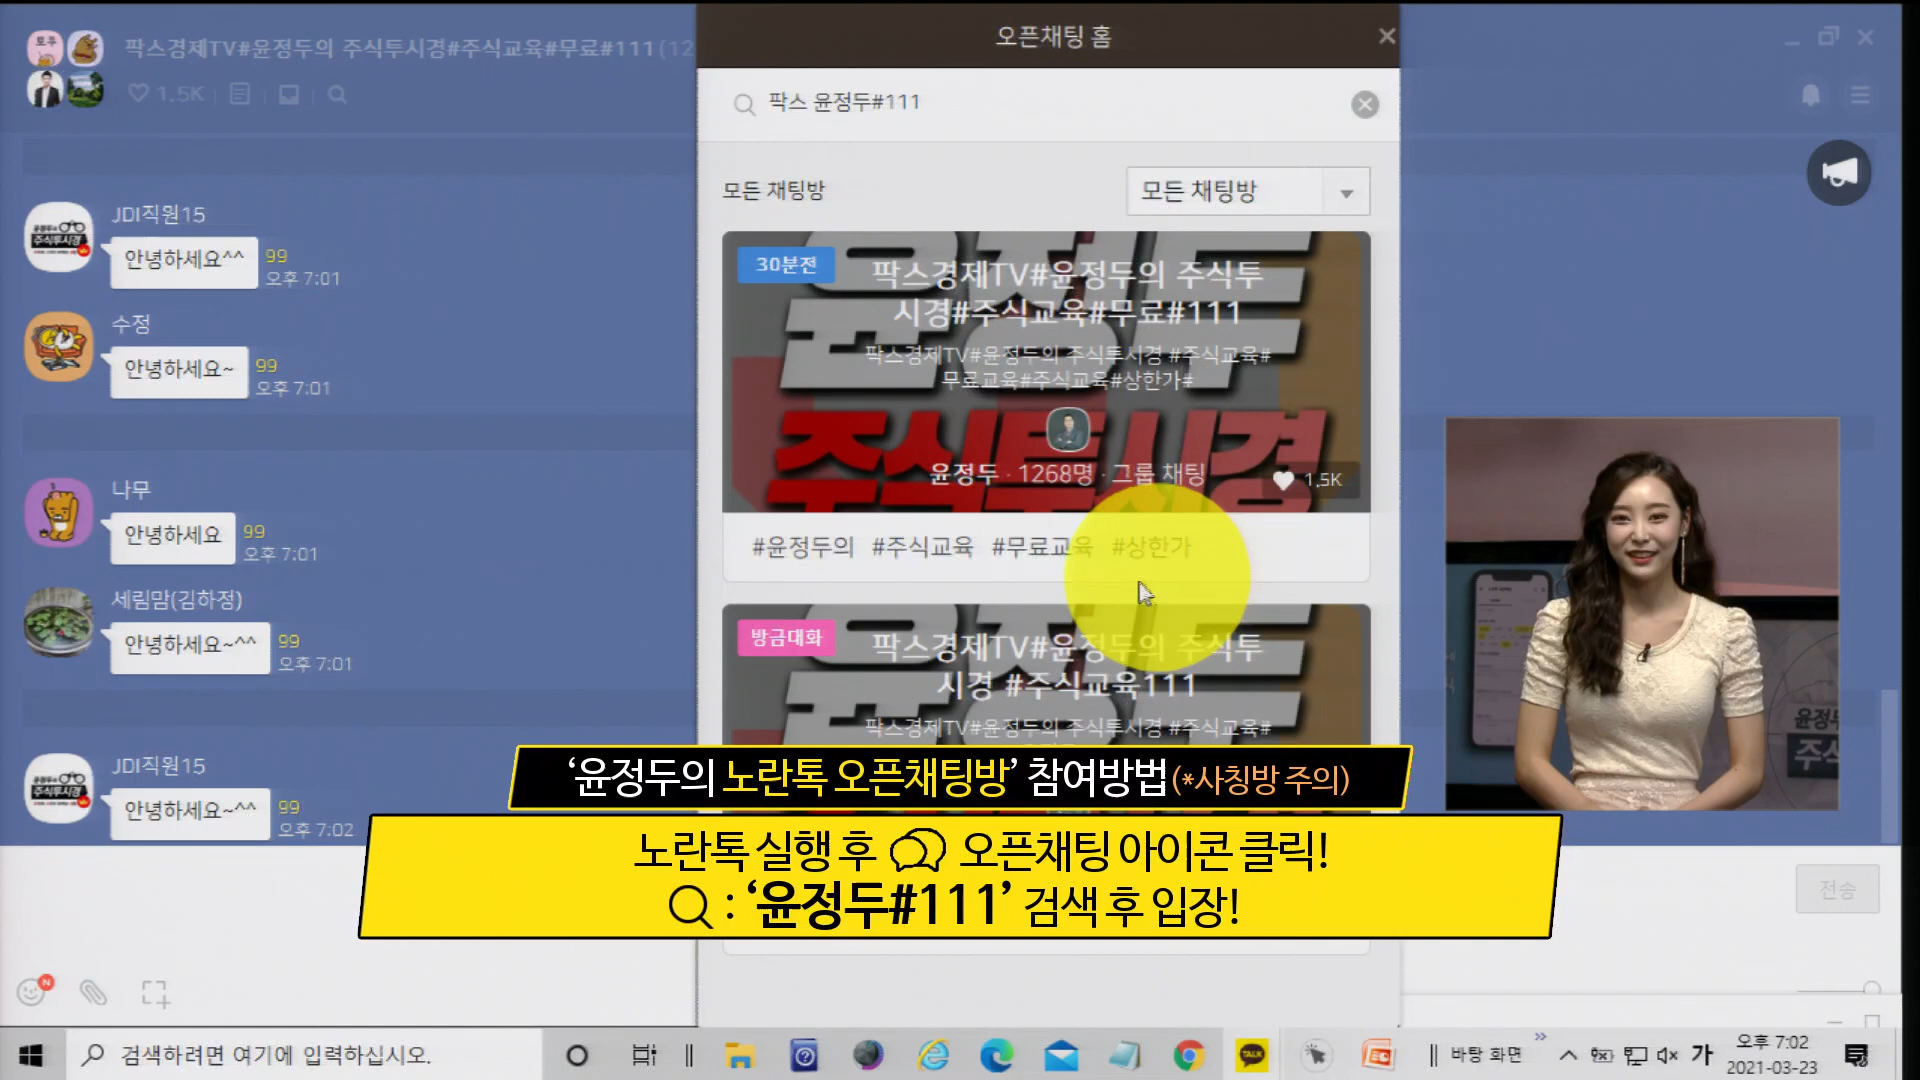 팍스경제TV#윤정두의 주식투시경#주식교육#무료#111(12
1.5K
JDI직원15
안녕하세요^^
99
오후 7:01
수정
안녕하세요~
99
오후 7:01
나무
안녕하세요
99
오후 7:01
세림맘(김하정)
안녕하세요~^^
99
오후 7:01
JDI직원15
안녕하세요~^^
99
오후 7:02
오픈채팅 홈
팍스 윤정두#111
모든 채팅방
모든 채팅방
30분전
팍스경제TV#윤정두의 주식투
시경#주식교육#무료#111
팍스경제TV#윤정두의 주식투시경 #주식교육#
무료교육#주식교육#상한가#
주식투시경
윤정두 · 1268명 · 그룹 채팅
1.5K
#윤정두의 #주식교육 #무료교육 #상한가
방금대화
팍스경제TV#윤정두의 주식투
시경 #주식교육111
팍스경제TV#윤정두의 주식투시경 #주식교육#
'윤정두의 노란톡 오픈채팅방' 참여방법(*사칭방 주의)
노란톡 실행 후 오픈채팅 아이콘 클릭!
: '윤정두#111' 검색 후 입장!
전송
검색하려면 여기에 입력하십시오.
TALK
바탕 화면
가
오후 7:02
2021-03-23